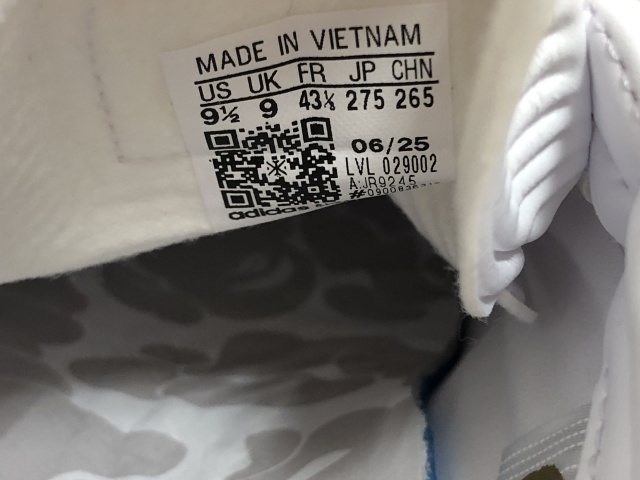 MADE IN VIETNAM
US UK FR JP CHN
9½ 9 43⅓ 275 265
06/25
LVL 029002
A:JR9245
adidas